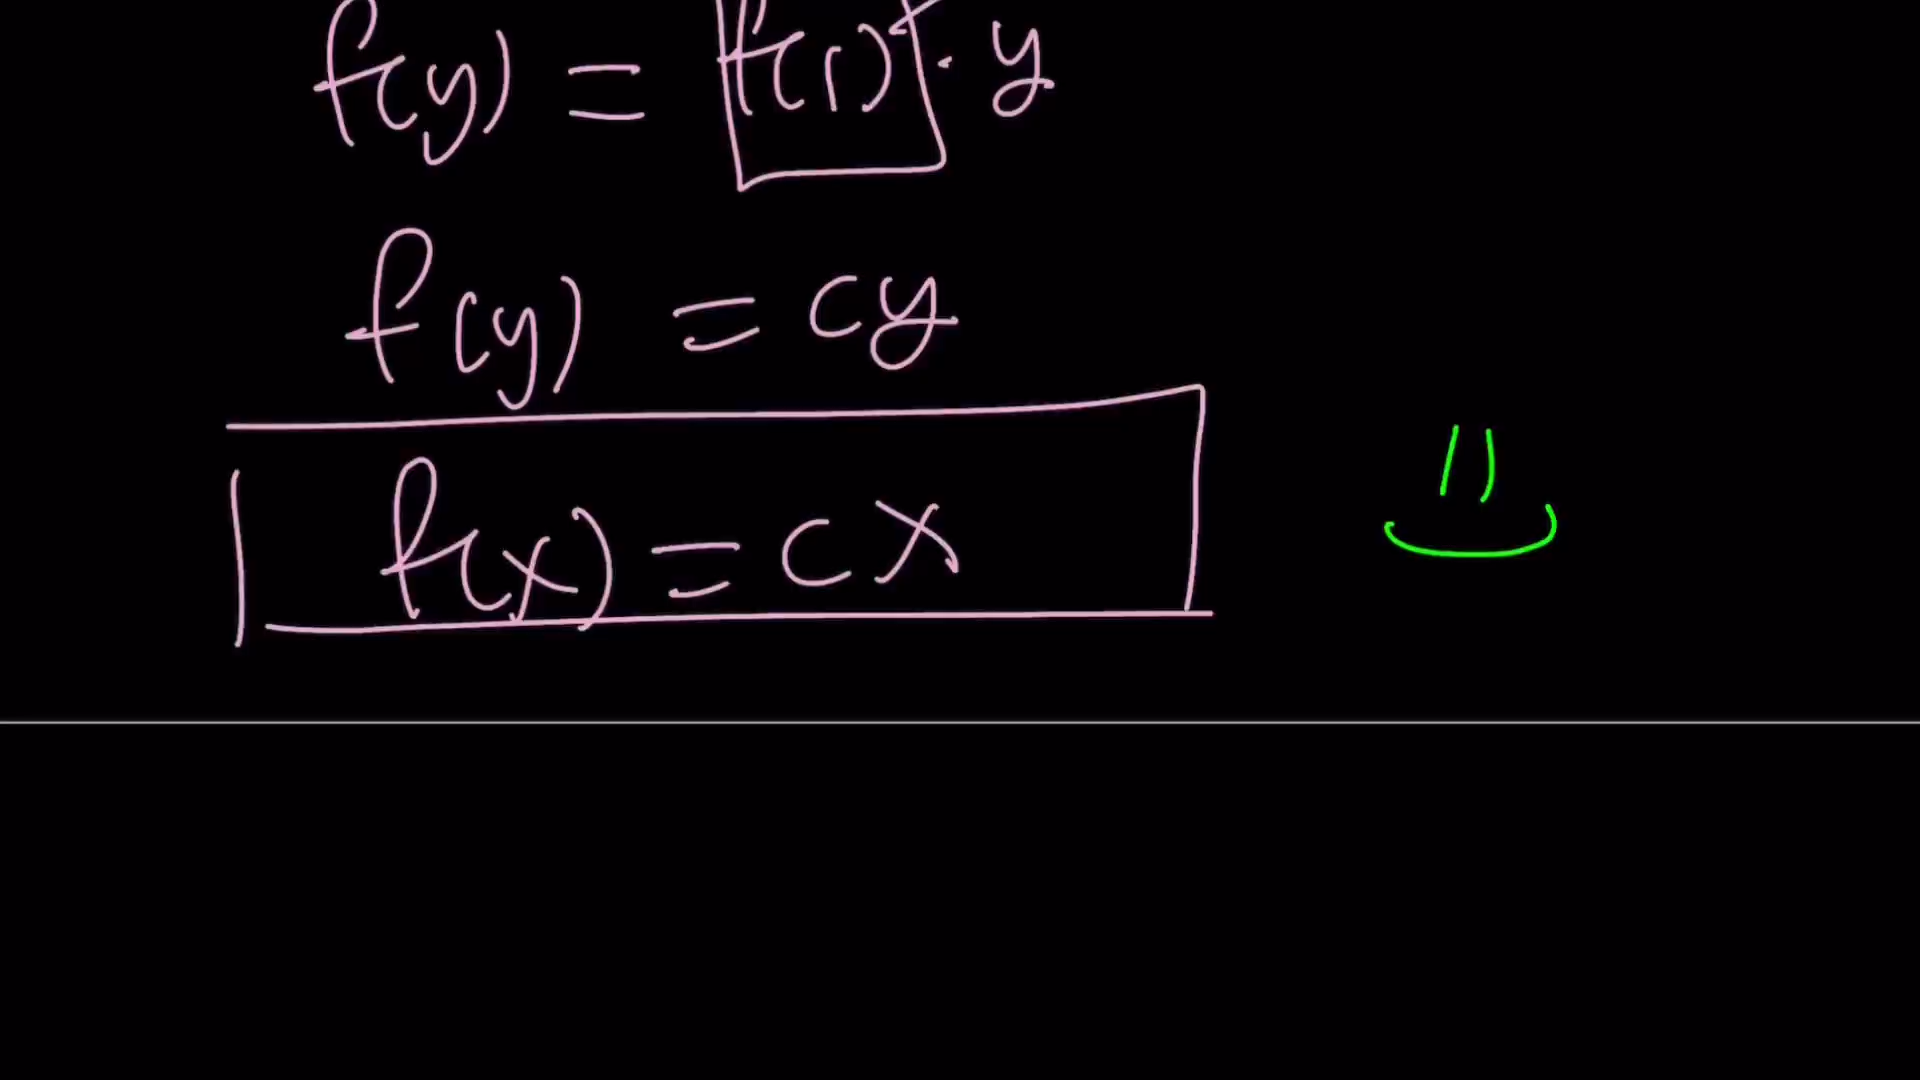 f(y) = f(1) · y
f(y) = cy
f(x) = cx